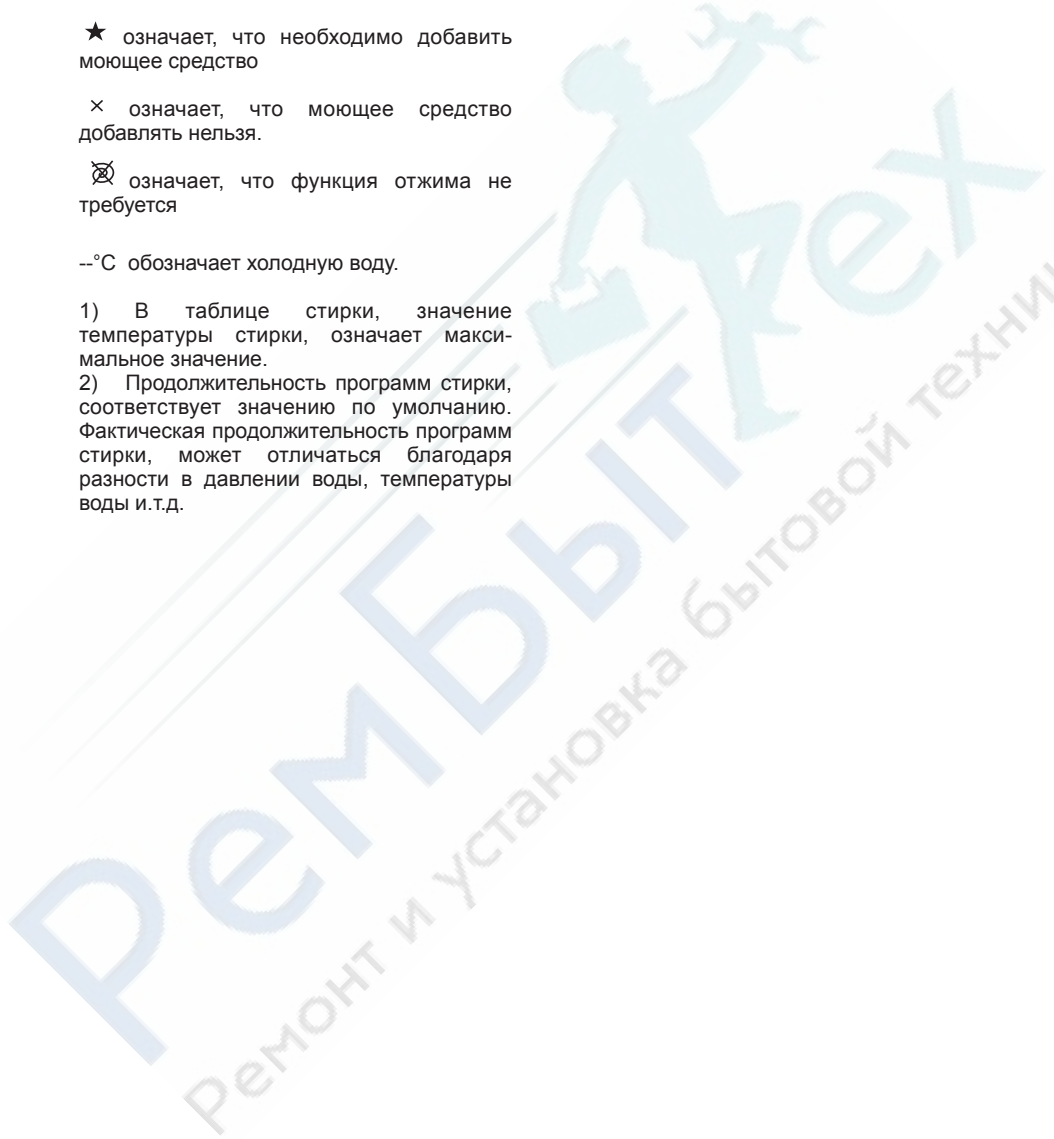 ★ означает, что необходимо добавить
моющее средство
× означает, что моющее средство
добавлять нельзя.
означает, что функция отжима не
требуется
--°C обозначает холодную воду.
1) В таблице стирки, значение
температуры стирки, означает макси-
мальное значение.
2) Продолжительность программ стирки,
соответствует значению по умолчанию.
Фактическая продолжительность программ
стирки, может отличаться благодаря
разности в давлении воды, температуры
воды и.т.д.
РемБытТех
Ремонт и установка бытовой техни